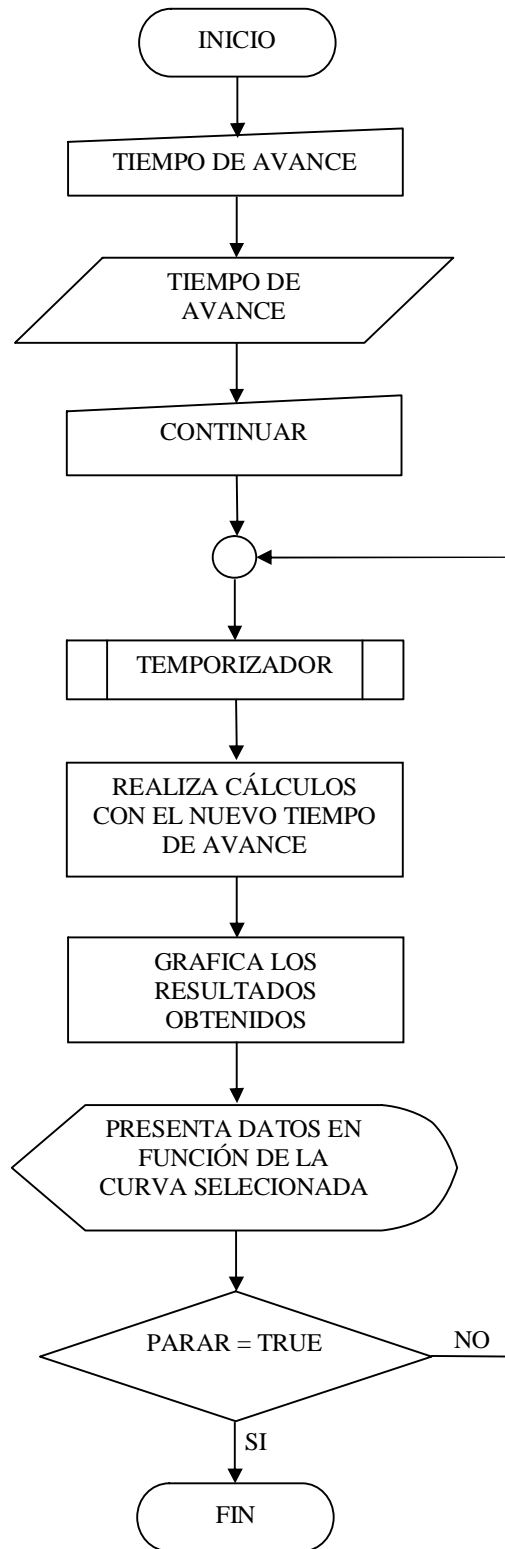 INICIO
TIEMPO DE AVANCE
TIEMPO DE
AVANCE
CONTINUAR
TEMPORIZADOR
REALIZA CÁLCULOS
CON EL NUEVO TIEMPO
DE AVANCE
GRAFICA LOS
RESULTADOS
OBTENIDOS
PRESENTA DATOS EN
FUNCIÓN DE LA
CURVA SELECIONADA
PARAR = TRUE
NO
SI
FIN